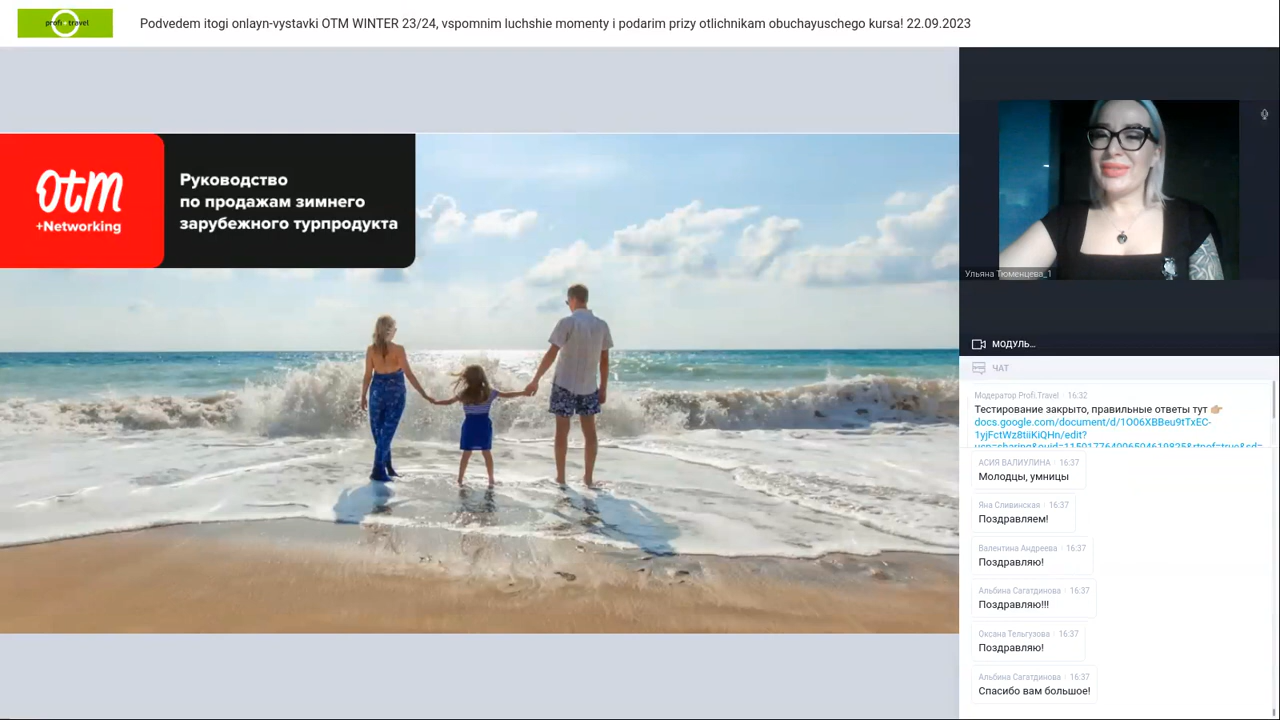 profi travel
Podvedem itogi onlayn-vystavki OTM WINTER 23/24, vspomnim luchshie momenty i podarim prizy otlichnikam obuchayuschego kursa! 22.09.2023
otm
+Networking
Руководство
по продажам зимнего
зарубежного турпродукта
Ульяна Тюменцева_1
МОДУЛЬ...
ЧАТ
Модератор Profi.Travel 16:32
Тестирование закрыто, правильные ответы тут
docs.google.com/document/d/1O06XBBeu9tTxEC-
1yjFctWz8tiiKiQHn/edit?
АСИЯ ВАЛИУЛИНА 16:37
Молодцы, умницы
Яна Сливинская 16:37
Поздравляем!
Валентина Андреева 16:37
Поздравляю!
Альбина Сагатдинова 16:37
Поздравляю!!!
Оксана Тельгузова 16:37
Поздравляю!
Альбина Сагатдинова 16:37
Спасибо вам большое!